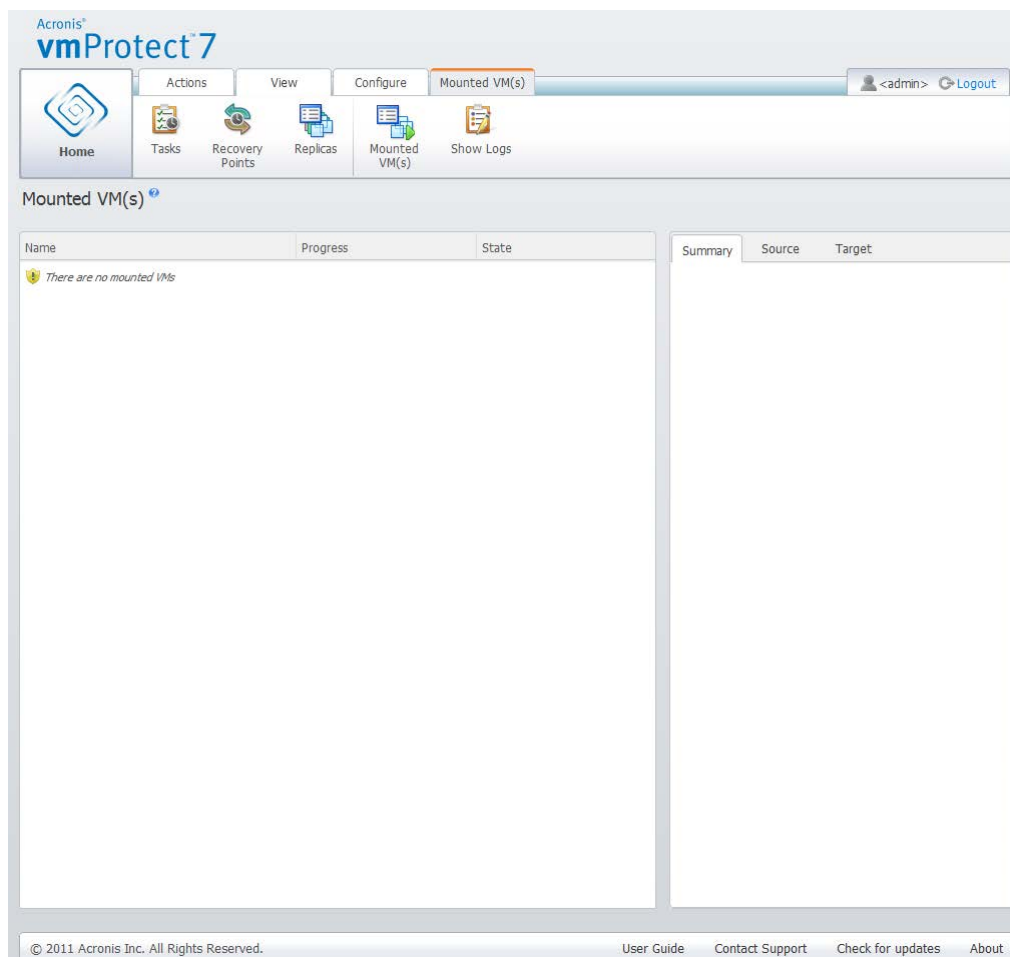 Acronis®
vmProtect™7
Actions View Configure Mounted VM(s) <admin> Logout
Home Tasks Recovery Points Replicas Mounted VM(s) Show Logs
Mounted VM(s)
Name Progress State
There are no mounted VMs
Summary Source Target
© 2011 Acronis Inc. All Rights Reserved. User Guide Contact Support Check for updates About